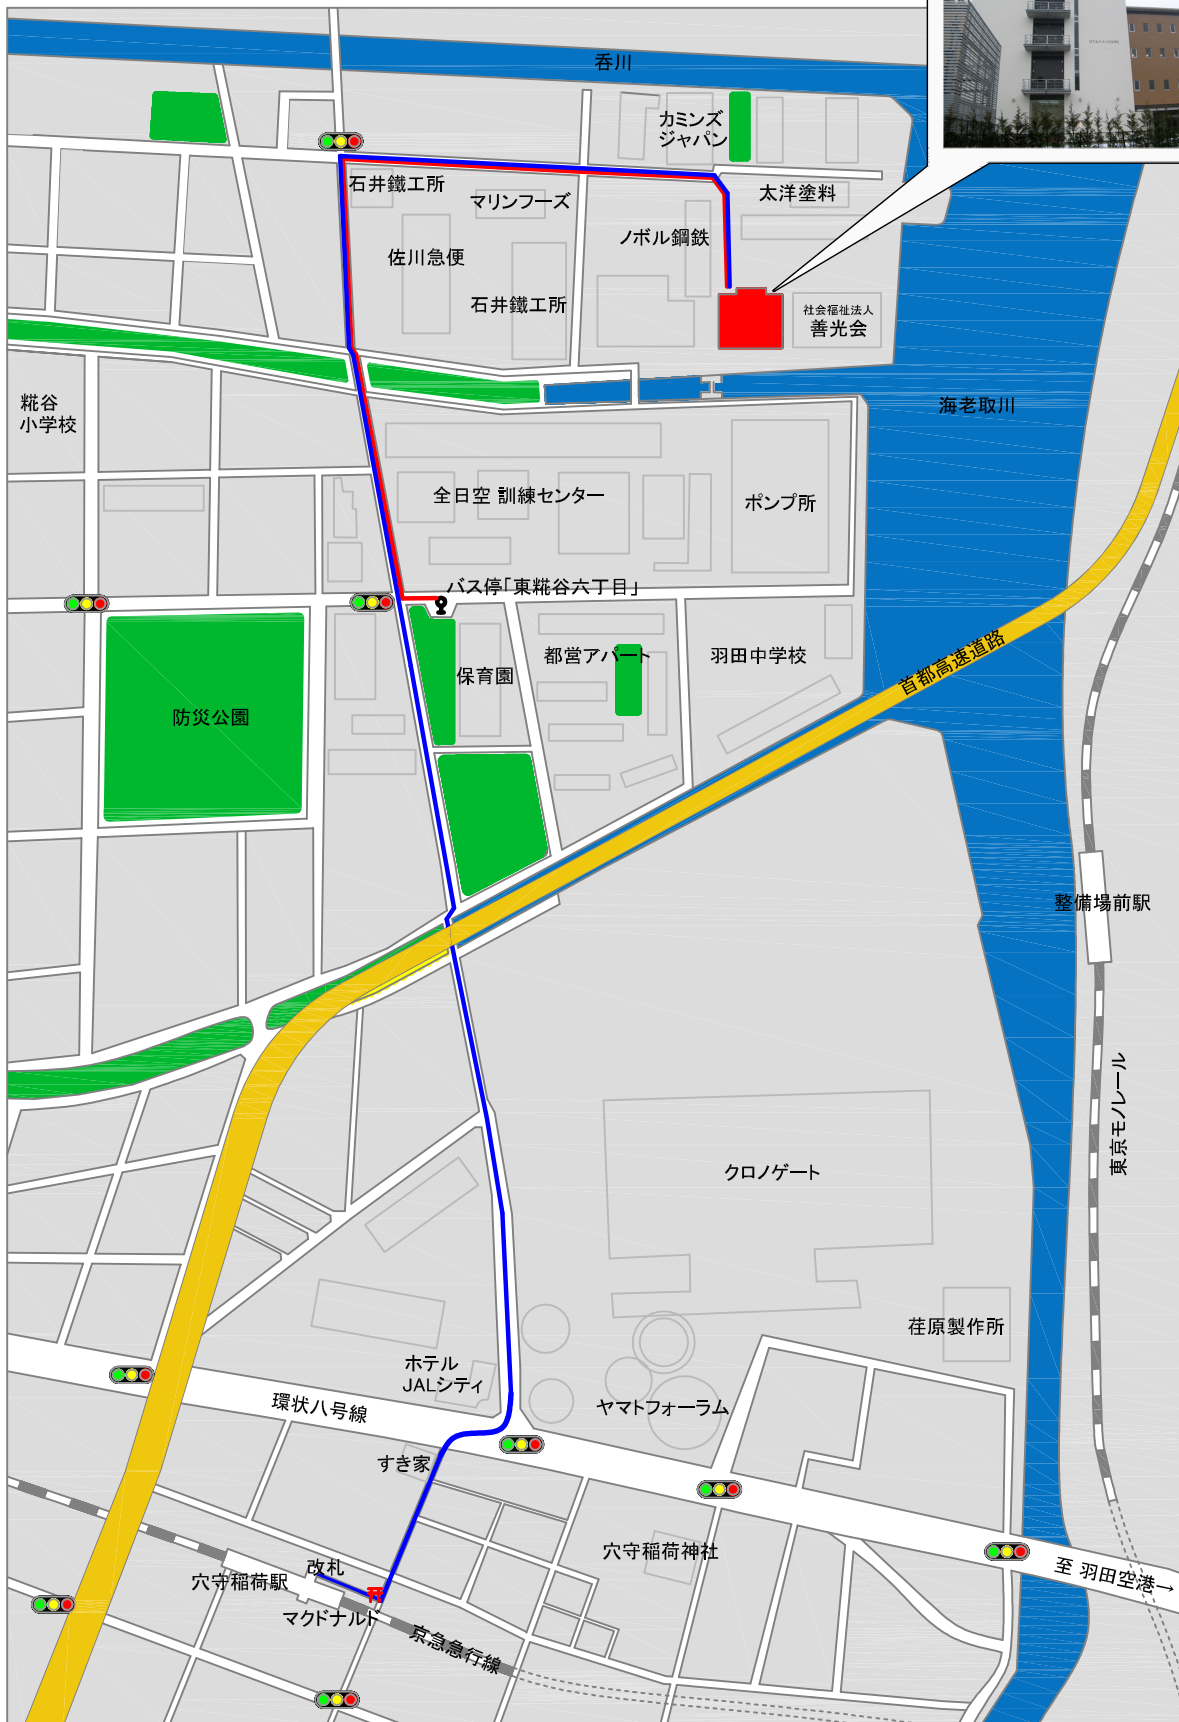 呑川
カミンズ
ジャパン
石井鐵工所
マリンフーズ
太洋塗料
佐川急便
ノボル鋼鉄
石井鐵工所
社会福祉法人
善光会
糀谷
小学校
海老取川
全日空 訓練センター
ポンプ所
バス停「東糀谷六丁目」
保育園
都営アパート
羽田中学校
首都高速道路
防災公園
整備場前駅
東京モノレール
クロノゲート
荏原製作所
ホテル
JALシティ
環状八号線
ヤマトフォーラム
すき家
穴守稲荷神社
至 羽田空港→
改札
穴守稲荷駅
マクドナルド
京急急行線